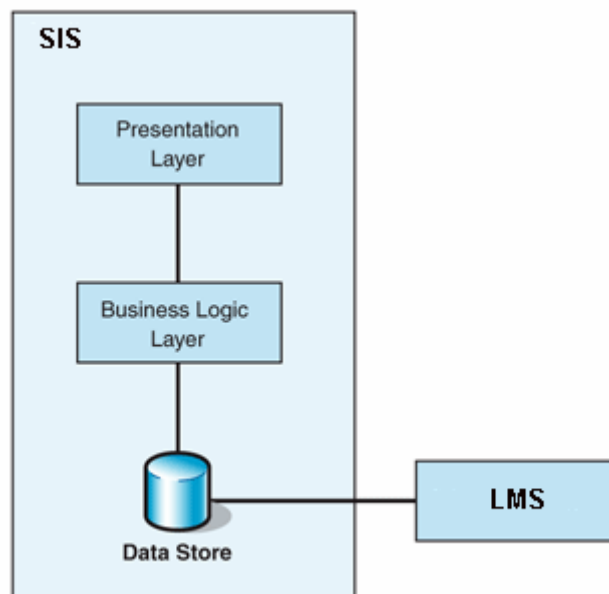 SIS
Presentation
Layer
Business Logic
Layer
LMS
Data Store